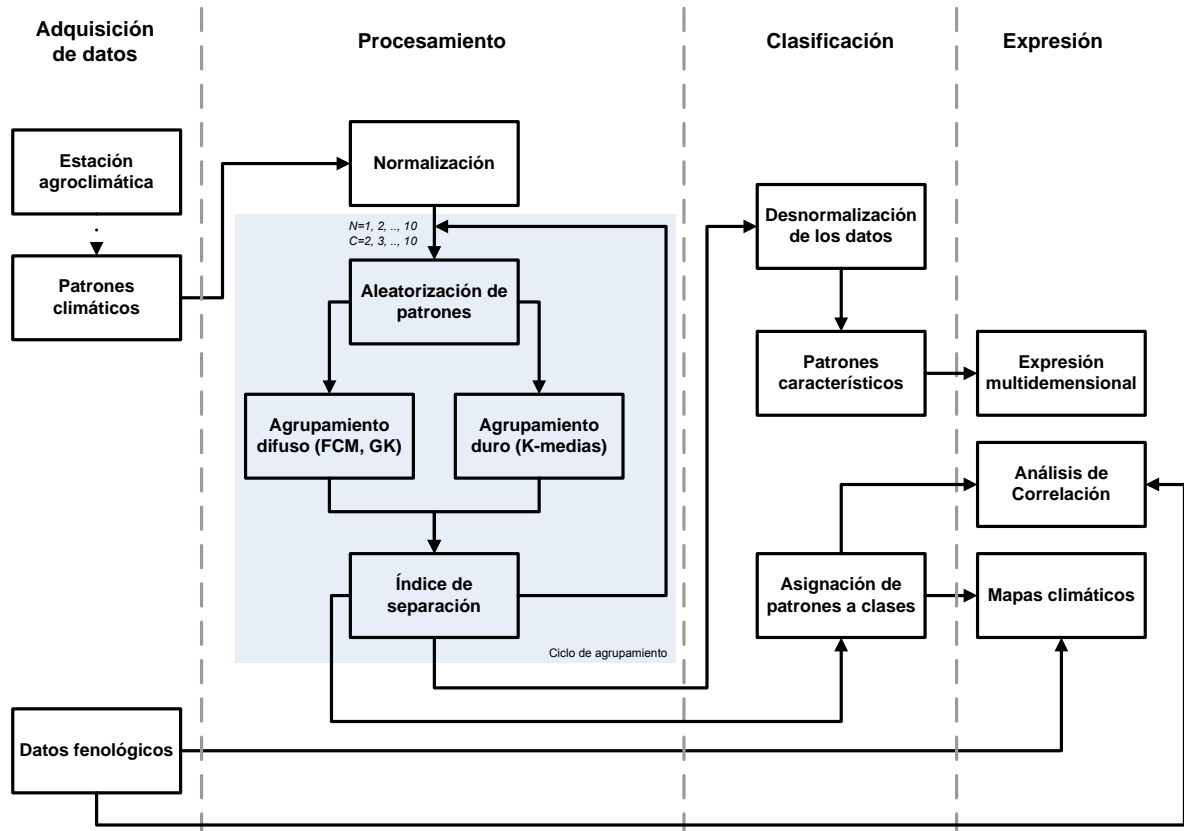 Adquisición
de datos
Procesamiento
Clasificación
Expresión
Estación
agroclimática
.
Patrones
climáticos
Normalización
N=1, 2, .., 10
C=2, 3, .., 10
Aleatorización de
patrones
Agrupamiento
difuso (FCM, GK)
Agrupamiento
duro (K-medias)
Índice de
separación
Ciclo de agrupamiento
Desnormalización
de los datos
Patrones
característicos
Expresión
multidemensional
Análisis de
Correlación
Asignación de
patrones a clases
Mapas climáticos
Datos fenológicos